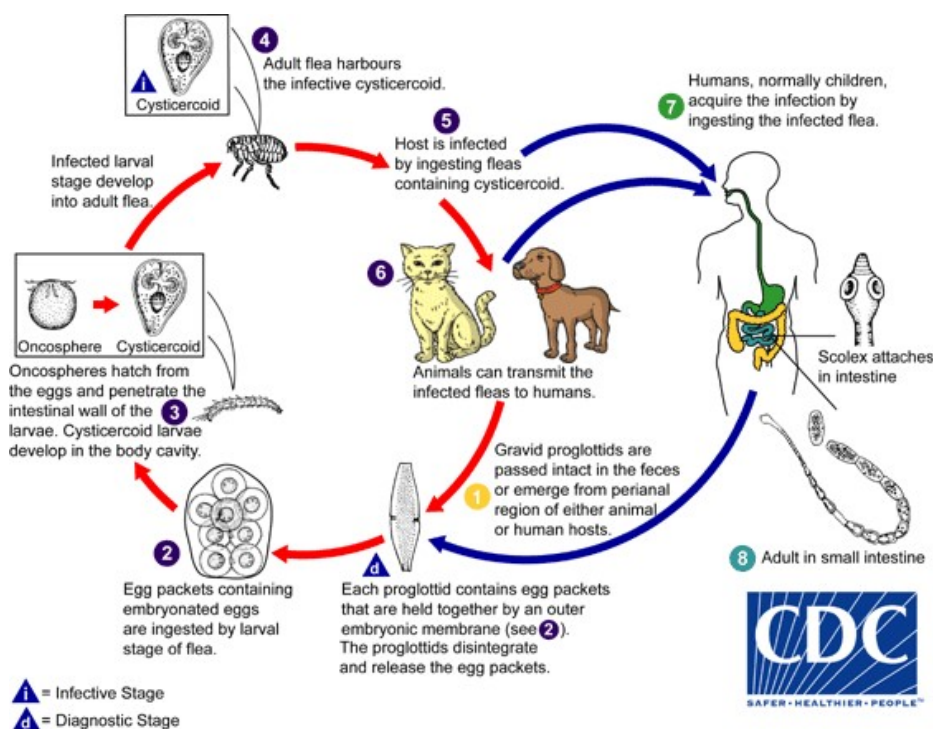 4
Adult flea harbours
the infective cysticercoid.
i
Cysticercoid
5
Host is infected
by ingesting fleas
containing cysticercoid.
Humans, normally children,
7 acquire the infection by
ingesting the infected flea.
Infected larval
stage develop
into adult flea.
6
Oncosphere Cysticercoid
Oncospheres hatch from
the eggs and penetrate the
intestinal wall of the 3
larvae. Cysticercoid larvae
develop in the body cavity.
Animals can transmit the
infected fleas to humans.
Scolex attaches
in intestine
Gravid proglottids are
passed intact in the feces
1 or emerge from perianal
region of either animal
or human hosts.
8 Adult in small intestine
2
Egg packets containing
embryonated eggs
are ingested by larval
stage of flea.
d
Each proglottid contains egg packets
that are held together by an outer
embryonic membrane (see 2).
The proglottids disintegrate
and release the egg packets.
i = Infective Stage
d = Diagnostic Stage
CDC
SAFER·HEALTHIER·PEOPLE™